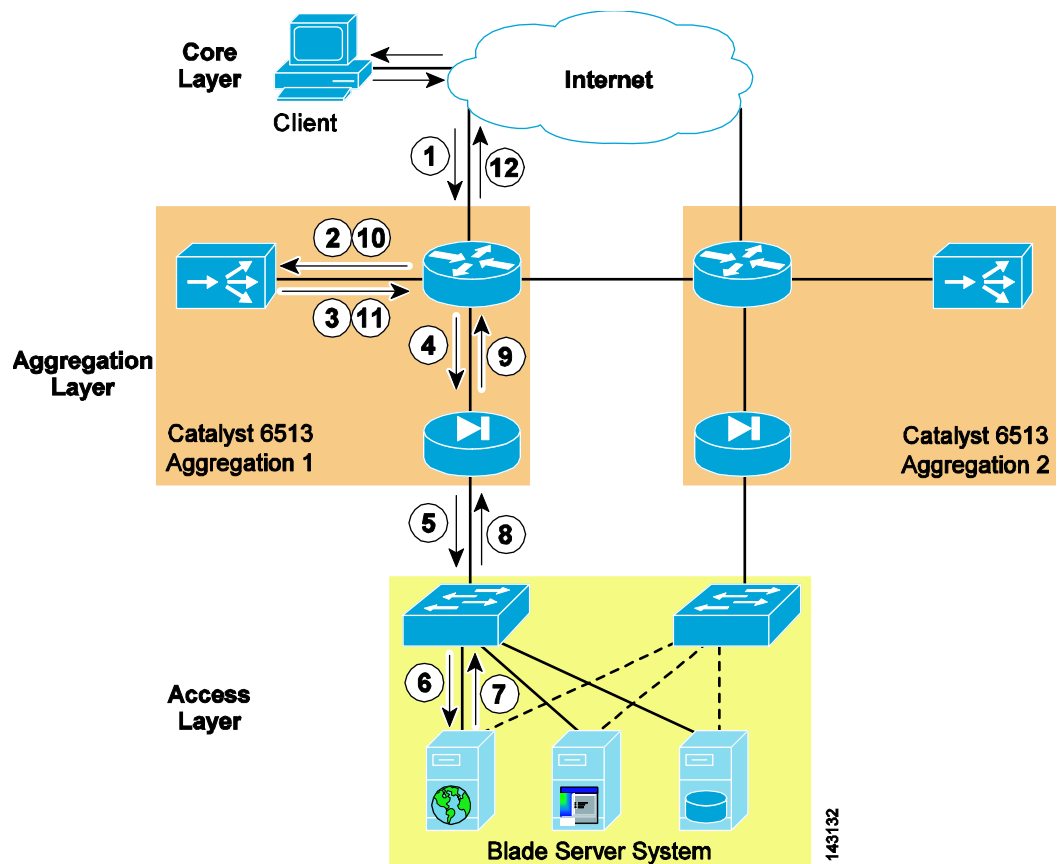 Core
Layer
Client
Internet
1
12
2
10
3
11
4
9
Aggregation
Layer
Catalyst 6513
Aggregation 1
Catalyst 6513
Aggregation 2
5
8
6
7
Access
Layer
Blade Server System
143132